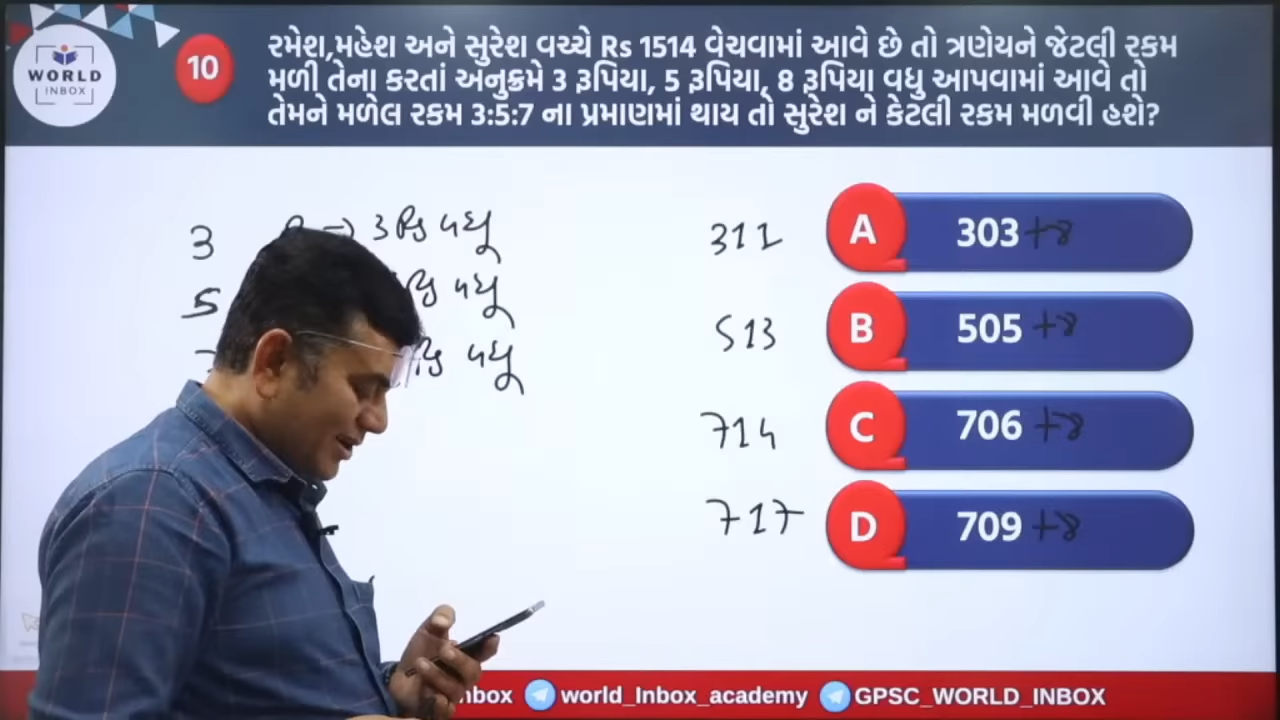 WORLD
INBOX
10
રમેશ,મહેશ અને સુરેશ વચ્ચે Rs 1514 વેચવામાં આવે છે તો ત્રણેયને જેટલી રકમ
મળી તેના કરતાં અનુક્રમે 3 રૂપિયા, 5 રૂપિયા, 8 રૂપિયા વધુ આપવામાં આવે તો
તેમને મળેલ રકમ 3:5:7 ના પ્રમાણમાં થાય તો સુરેશ ને કેટલી રકમ મળવી હશે?
3 → 3 Rs વધુ
5 વધુ
વધુ
311
A 303 +8
513
B 505 +8
714
C 706 +8
717
D 709 +8
world_Inbox_academy
GPSC_WORLD_INBOX